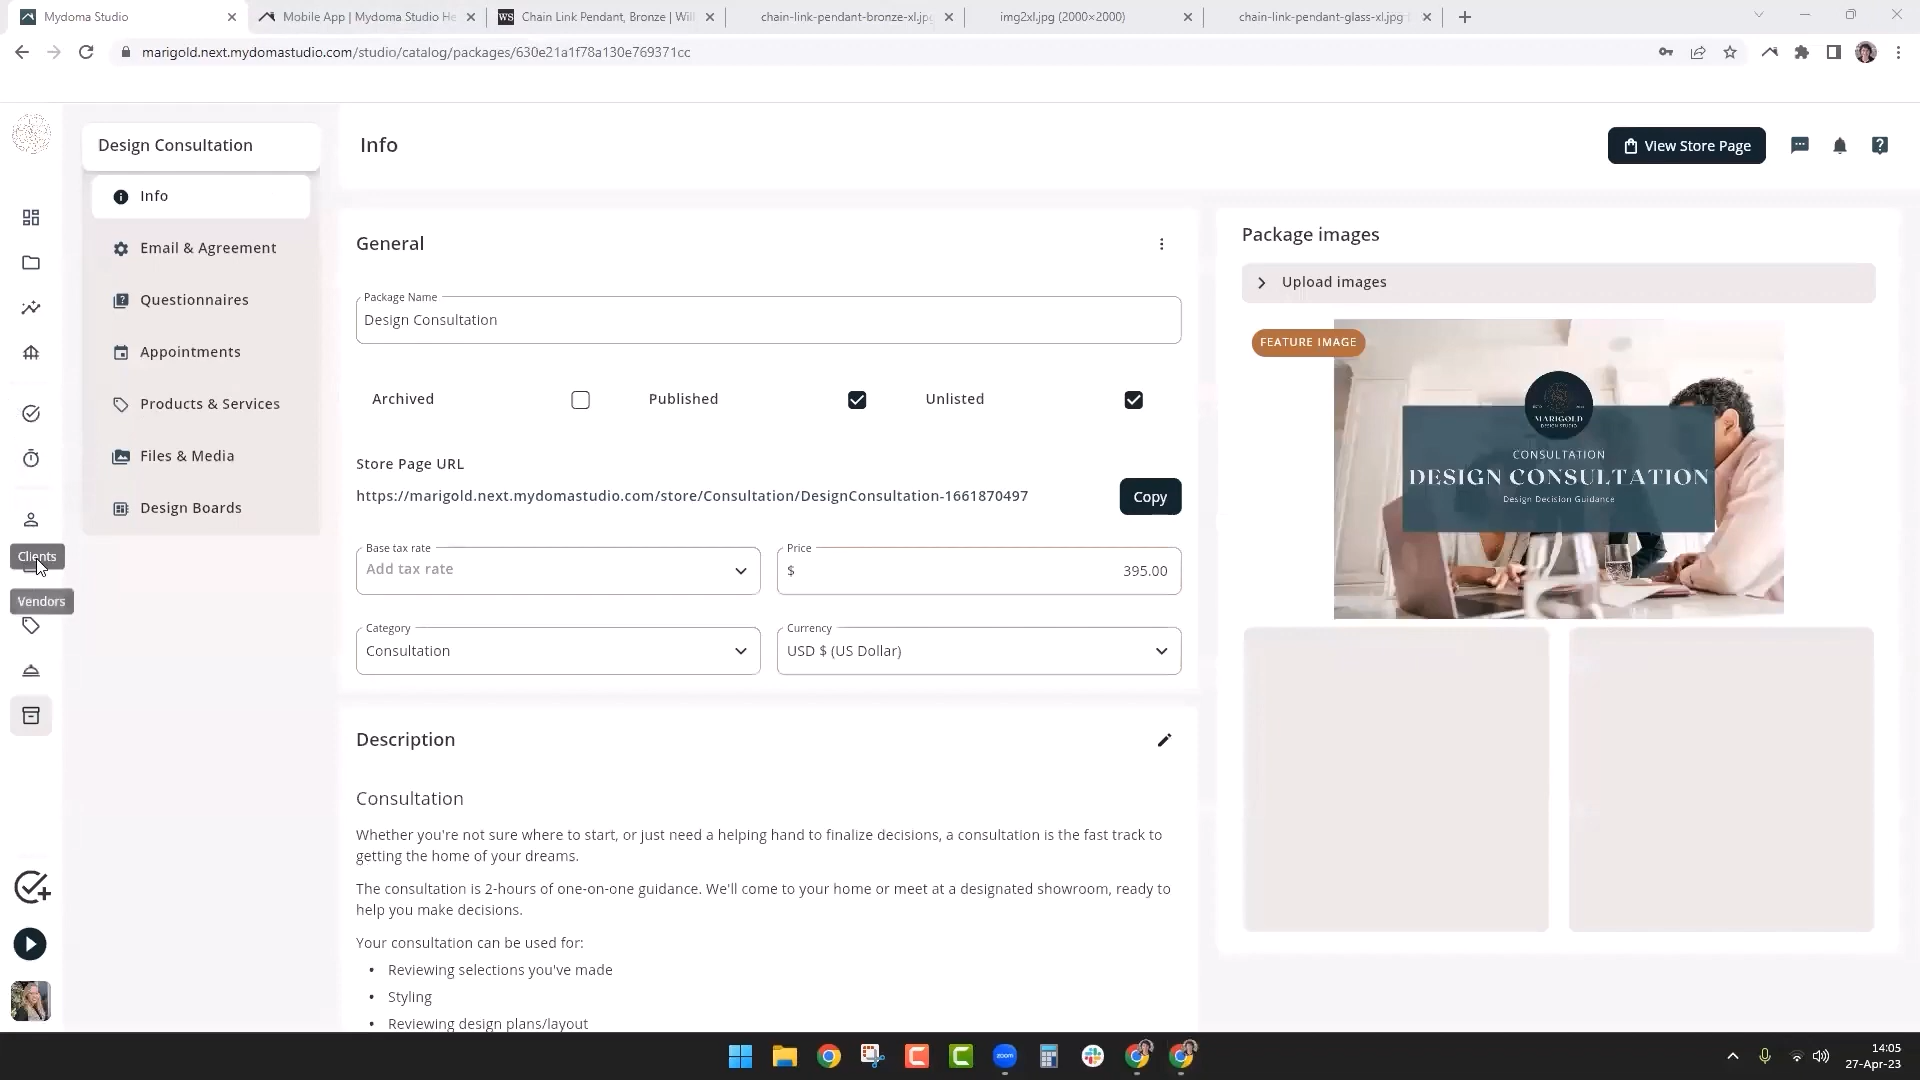 Mydoma Studio
Mobile App | Mydoma Studio He
WS
Chain Link Pendant, Bronze | Will
chain-link-pendant-bronze-xl.jpg
img2xl.jpg (2000×2000)
chain-link-pendant-glass-xl.jpg
marigold.next.mydomastudio.com/studio/catalog/packages/630e21a1f78a130e769371cc
Design Consultation
Info
View Store Page
Info
Email & Agreement
Questionnaires
Appointments
Products & Services
Files & Media
Design Boards
Clients
Vendors
General
Package Name
Design Consultation
Archived
Published
Unlisted
Store Page URL
https://marigold.next.mydomastudio.com/store/Consultation/DesignConsultation-1661870497
Copy
Base tax rate
Add tax rate
Price
$ 395.00
Category
Consultation
Currency
USD $ (US Dollar)
Description
Consultation
Whether you're not sure where to start, or just need a helping hand to finalize decisions, a consultation is the fast track to
getting the home of your dreams.
The consultation is 2-hours of one-on-one guidance. We'll come to your home or meet at a designated showroom, ready to
help you make decisions.
Your consultation can be used for:
• Reviewing selections you've made
• Styling
• Reviewing design plans/layout
Package images
Upload images
FEATURE IMAGE
MARIGOLD
DESIGN STUDIO
CONSULTATION
DESIGN CONSULTATION
Design Decision Guidance
zoom
14:05
27-Apr-23